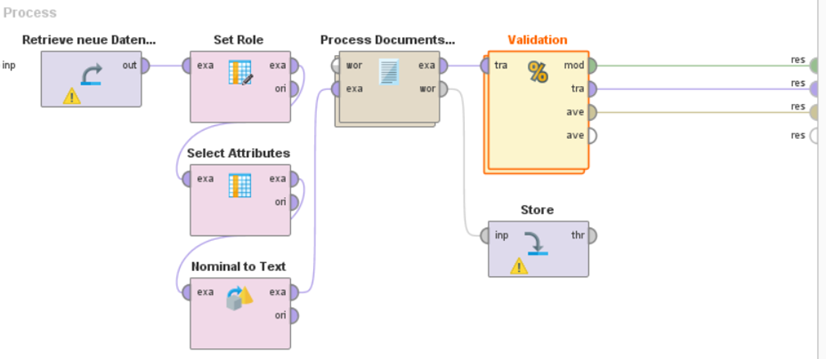 Process
Retrieve neue Daten...
Set Role
Process Documents...
Validation
inp
out
exa
exa
ori
wor
exa
exa
wor
tra
mod
tra
ave
ave
res
res
res
res
Select Attributes
exa
exa
ori
Store
inp
thr
Nominal to Text
exa
exa
ori